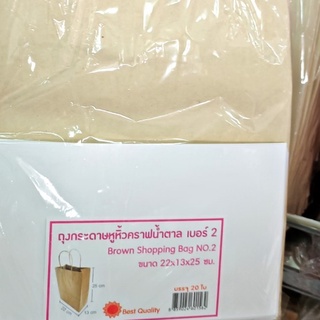 ถุงกระดาษหูหิ้วคราฟน้ำตาล เบอร์ 2
Brown Shopping Bag NO.2
ขนาด 22x13x25 ซม.
บรรจุ 20 ใบ
25 cm
Best Quality